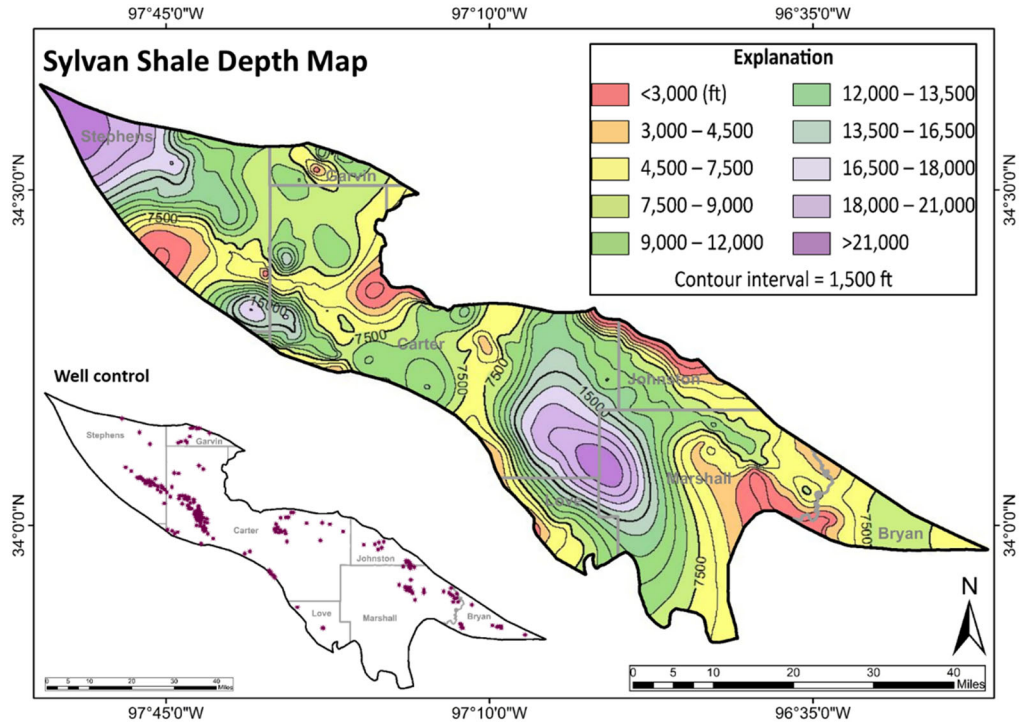 97°45'0"W 97°10'0"W 96°35'0"W
Sylvan Shale Depth Map
Explanation
<3,000 (ft) 12,000 – 13,500
3,000 – 4,500 13,500 – 16,500
4,500 – 7,500 16,500 – 18,000
7,500 – 9,000 18,000 – 21,000
9,000 – 12,000 >21,000
Contour interval = 1,500 ft
34°30'0"N
34°30'0"N
Stephens
Garvin
7500
15000
7500
Carter
7500
7500
15000
Johnston
Marshall
Love
7500
7500
Bryan
34°0'0"N
34°0'0"N
Well control
Stephens
Garvin
Carter
Johnston
Love
Marshall
Bryan
0 5 10 20 30 40
Miles
N
0 5 10 20 30 40
Miles
97°45'0"W 97°10'0"W 96°35'0"W